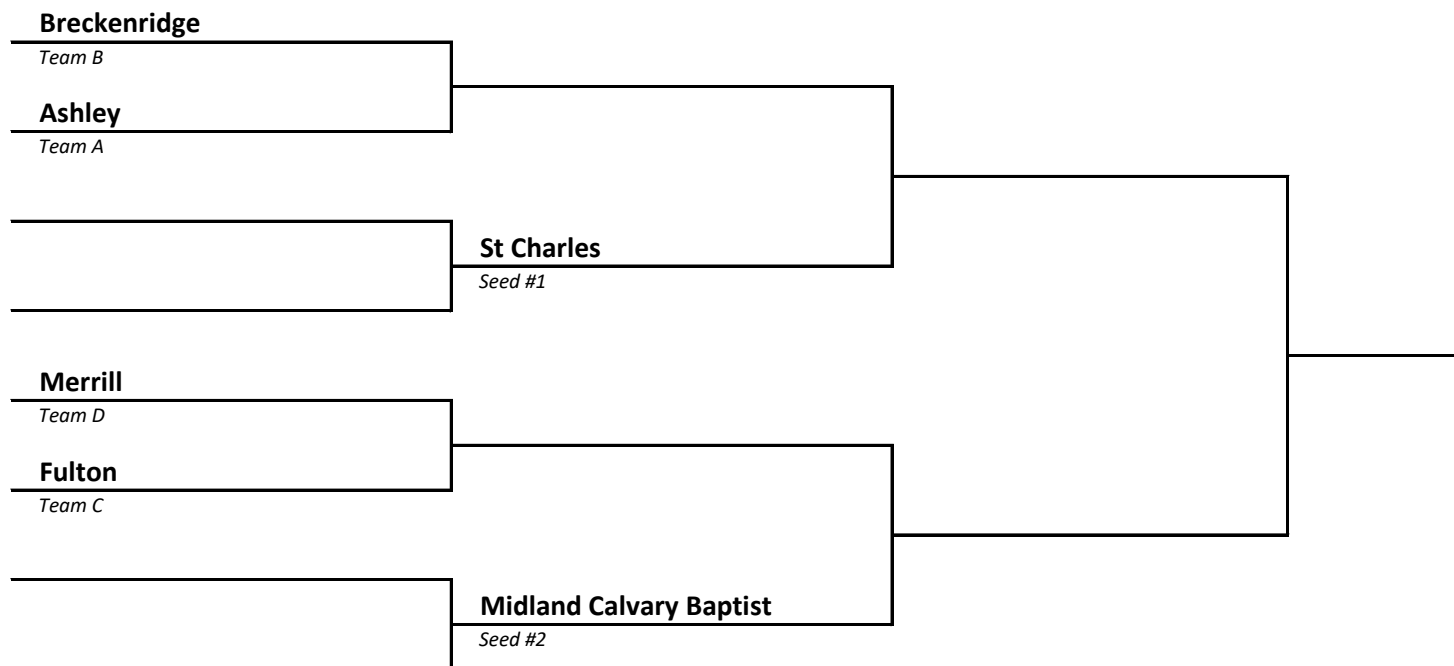 Breckenridge
Team B
Ashley
Team A
St Charles
Seed #1
Merrill
Team D
Fulton
Team C
Midland Calvary Baptist
Seed #2